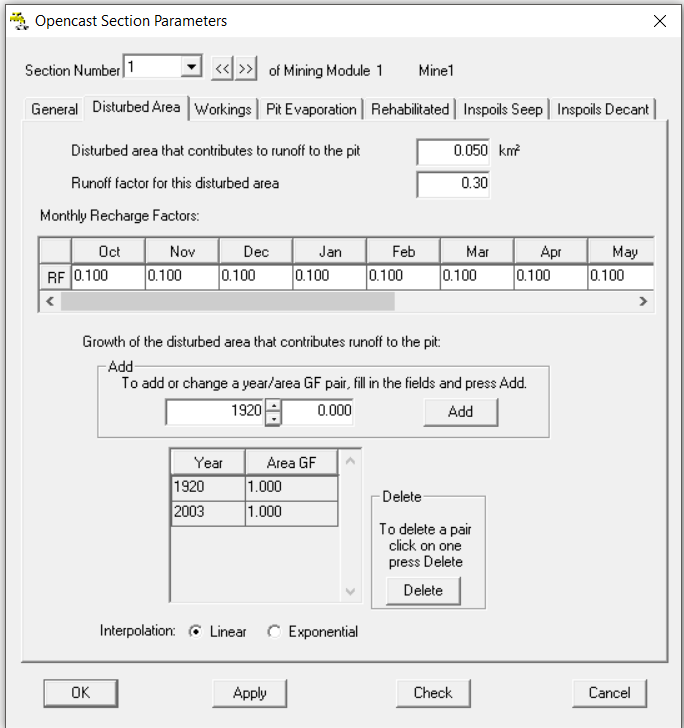 Opencast Section Parameters
Section Number 1 << >> of Mining Module 1 Mine1
General Disturbed Area Workings Pit Evaporation Rehabilitated Inspoils Seep Inspoils Decant
Disturbed area that contributes to runoff to the pit 0.050 km²
Runoff factor for this disturbed area 0.30
Monthly Recharge Factors:
Oct Nov Dec Jan Feb Mar Apr May
RF 0.100 0.100 0.100 0.100 0.100 0.100 0.100 0.100
Growth of the disturbed area that contributes runoff to the pit:
Add
To add or change a year/area GF pair, fill in the fields and press Add.
1920 0.000 Add
Year Area GF
1920 1.000
2003 1.000
Delete
To delete a pair
click on one
press Delete
Delete
Interpolation: Linear Exponential
OK Apply Check Cancel